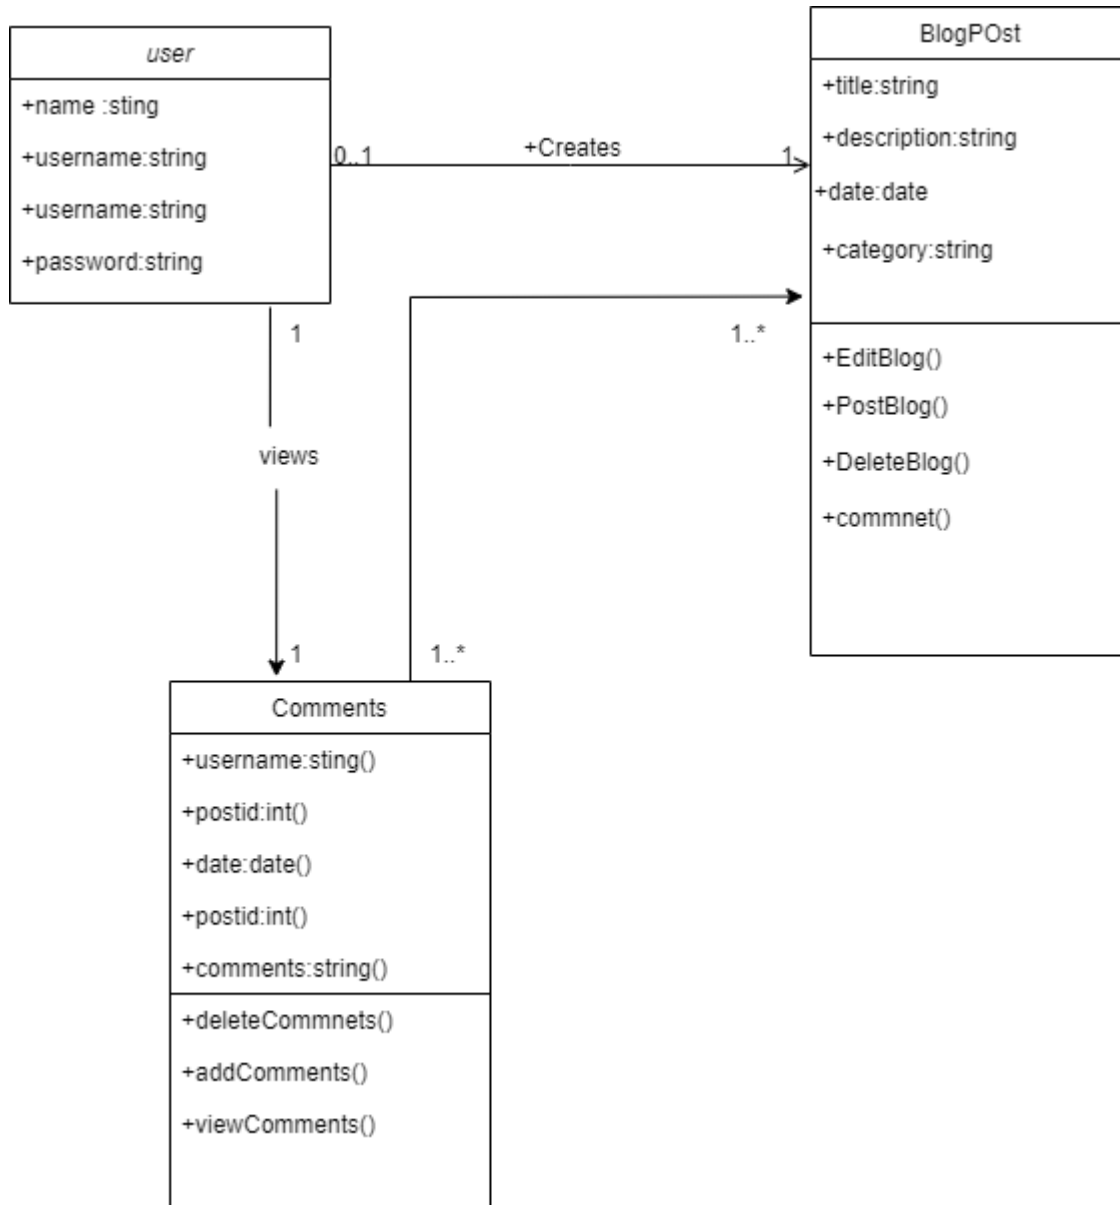 user
+name :sting
+username:string
+username:string
+password:string
0..1
+Creates
1
BlogPOst
+title:string
+description:string
+date:date
+category:string
+EditBlog()
+PostBlog()
+DeleteBlog()
+commnet()
1
views
1
1..*
1..*
Comments
+username:sting()
+postid:int()
+date:date()
+postid:int()
+comments:string()
+deleteCommnets()
+addComments()
+viewComments()